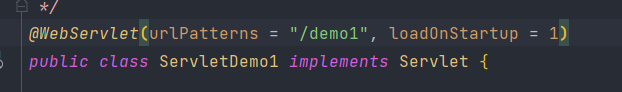 */
@WebServlet(urlPatterns = "/demo1", loadOnStartup = 1)
public class ServletDemo1 implements Servlet {